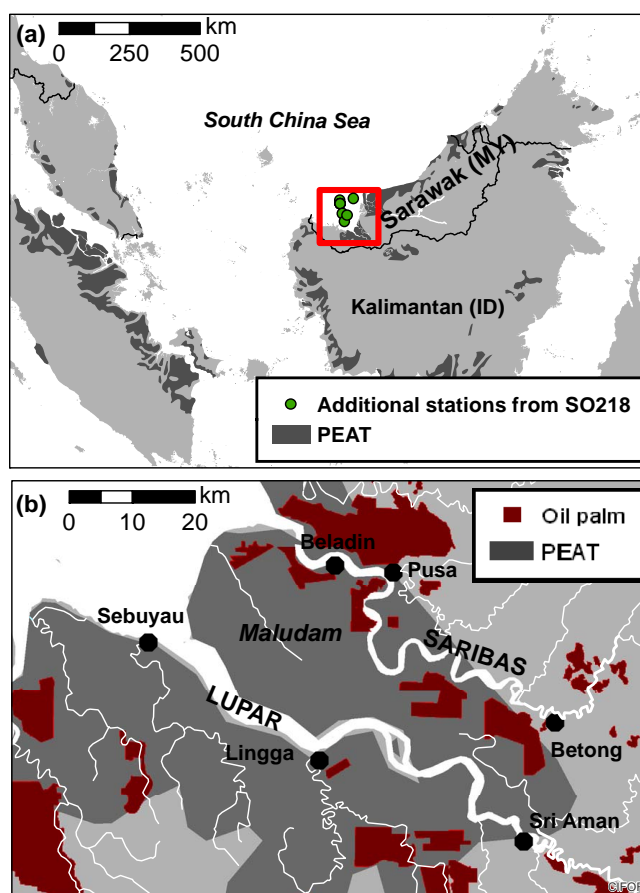 (a)
km
0 250 500
South China Sea
Sarawak (MY)
Kalimantan (ID)
Additional stations from SO218
PEAT
(b)
km
0 10 20
Oil palm
PEAT
Beladin
Pusa
Sebuyau
Maludam
SARIBAS
LUPAR
Betong
Lingga
Sri Aman